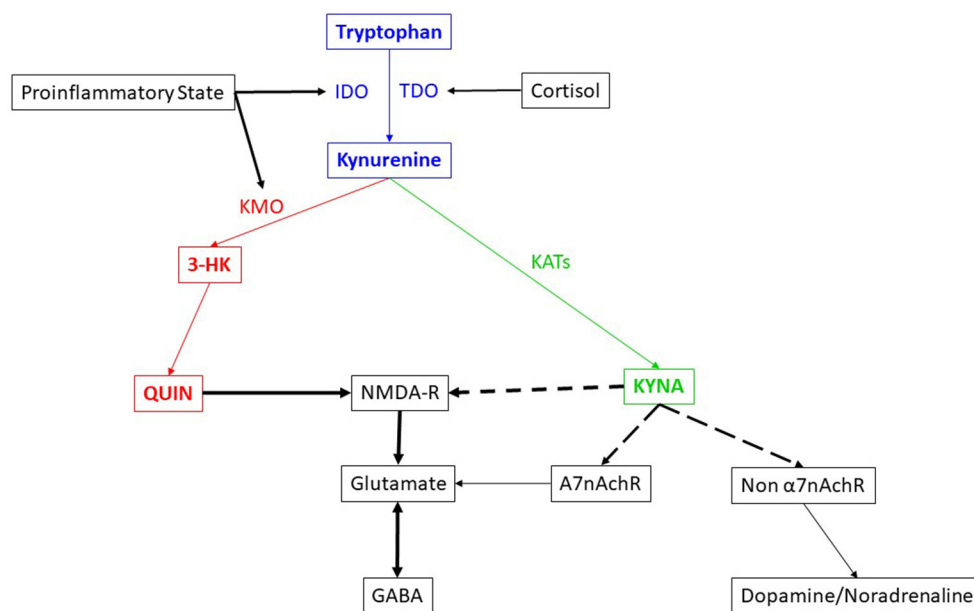 Tryptophan
Proinflammatory State
IDO
TDO
Cortisol
Kynurenine
KMO
3-HK
KATs
QUIN
NMDA-R
KYNA
Glutamate
A7nAchR
Non α7nAchR
GABA
Dopamine/Noradrenaline